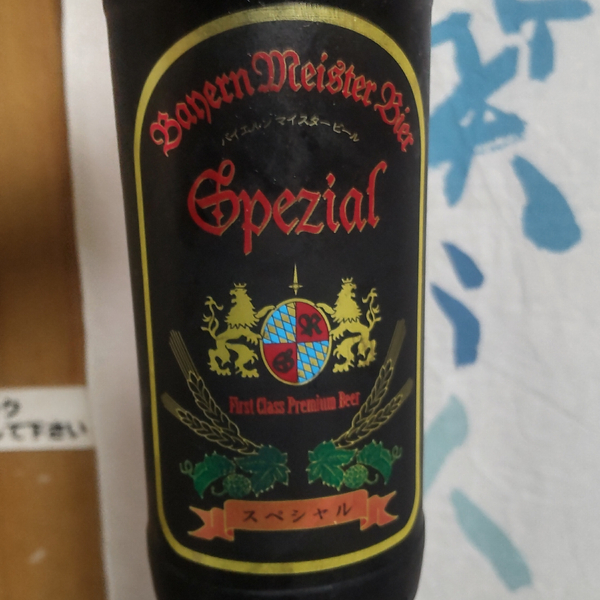 Bayern Meister Bier
バイエルンマイスタービール
Spezial
First Class Premium Beer
スペシャル
ク
て下さい